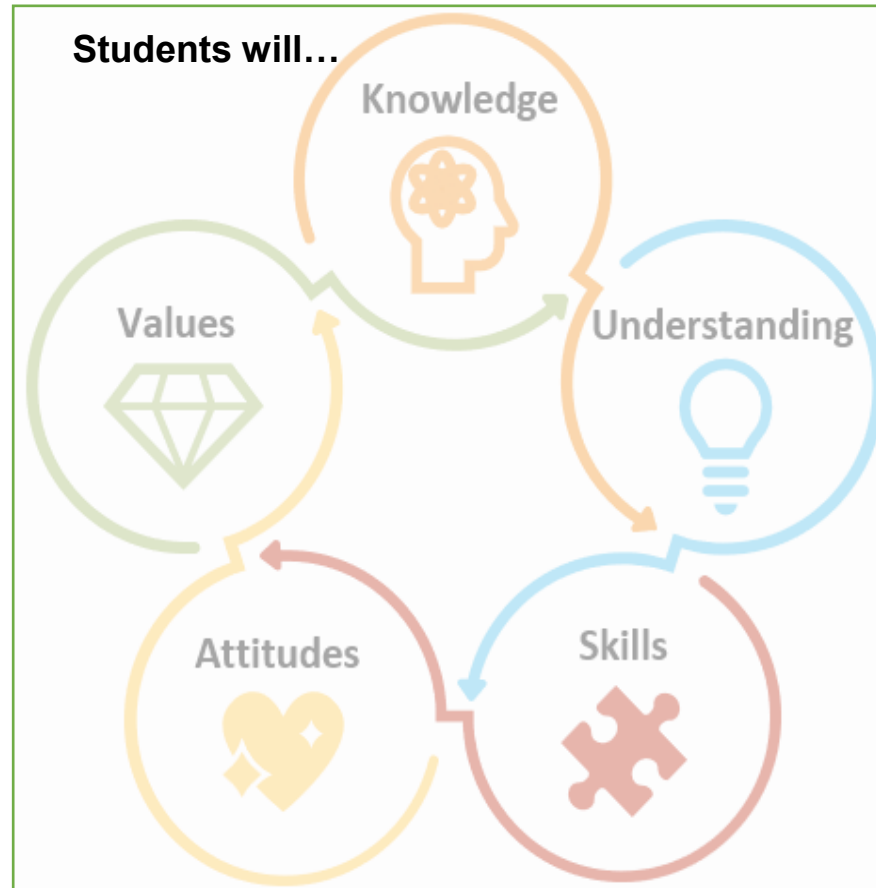 Students will…
Knowledge
Values
Understanding
Attitudes
Skills